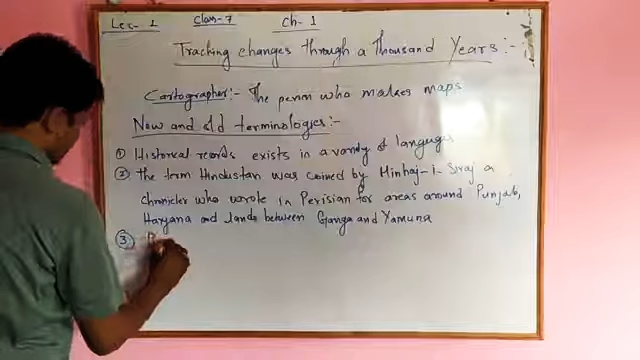 Lec- 1 Class- 7 Ch- 1
Tracking changes through a Thousand Years:-
Cartographer:- The person who makes maps
New and old terminologies:-
① Historical records exists in a variety of languages
② The term Hindustan was coined by Minhaj-i-Siraj a
chronicler who wrote in Perisian for areas around Punjab,
Haryana and lands between Ganga and Yamuna
③